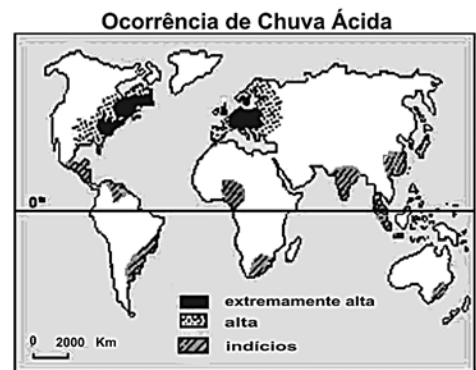 Ocorrência de Chuva Ácida
0º
extremamente alta
alta
indícios
0 2000 Km